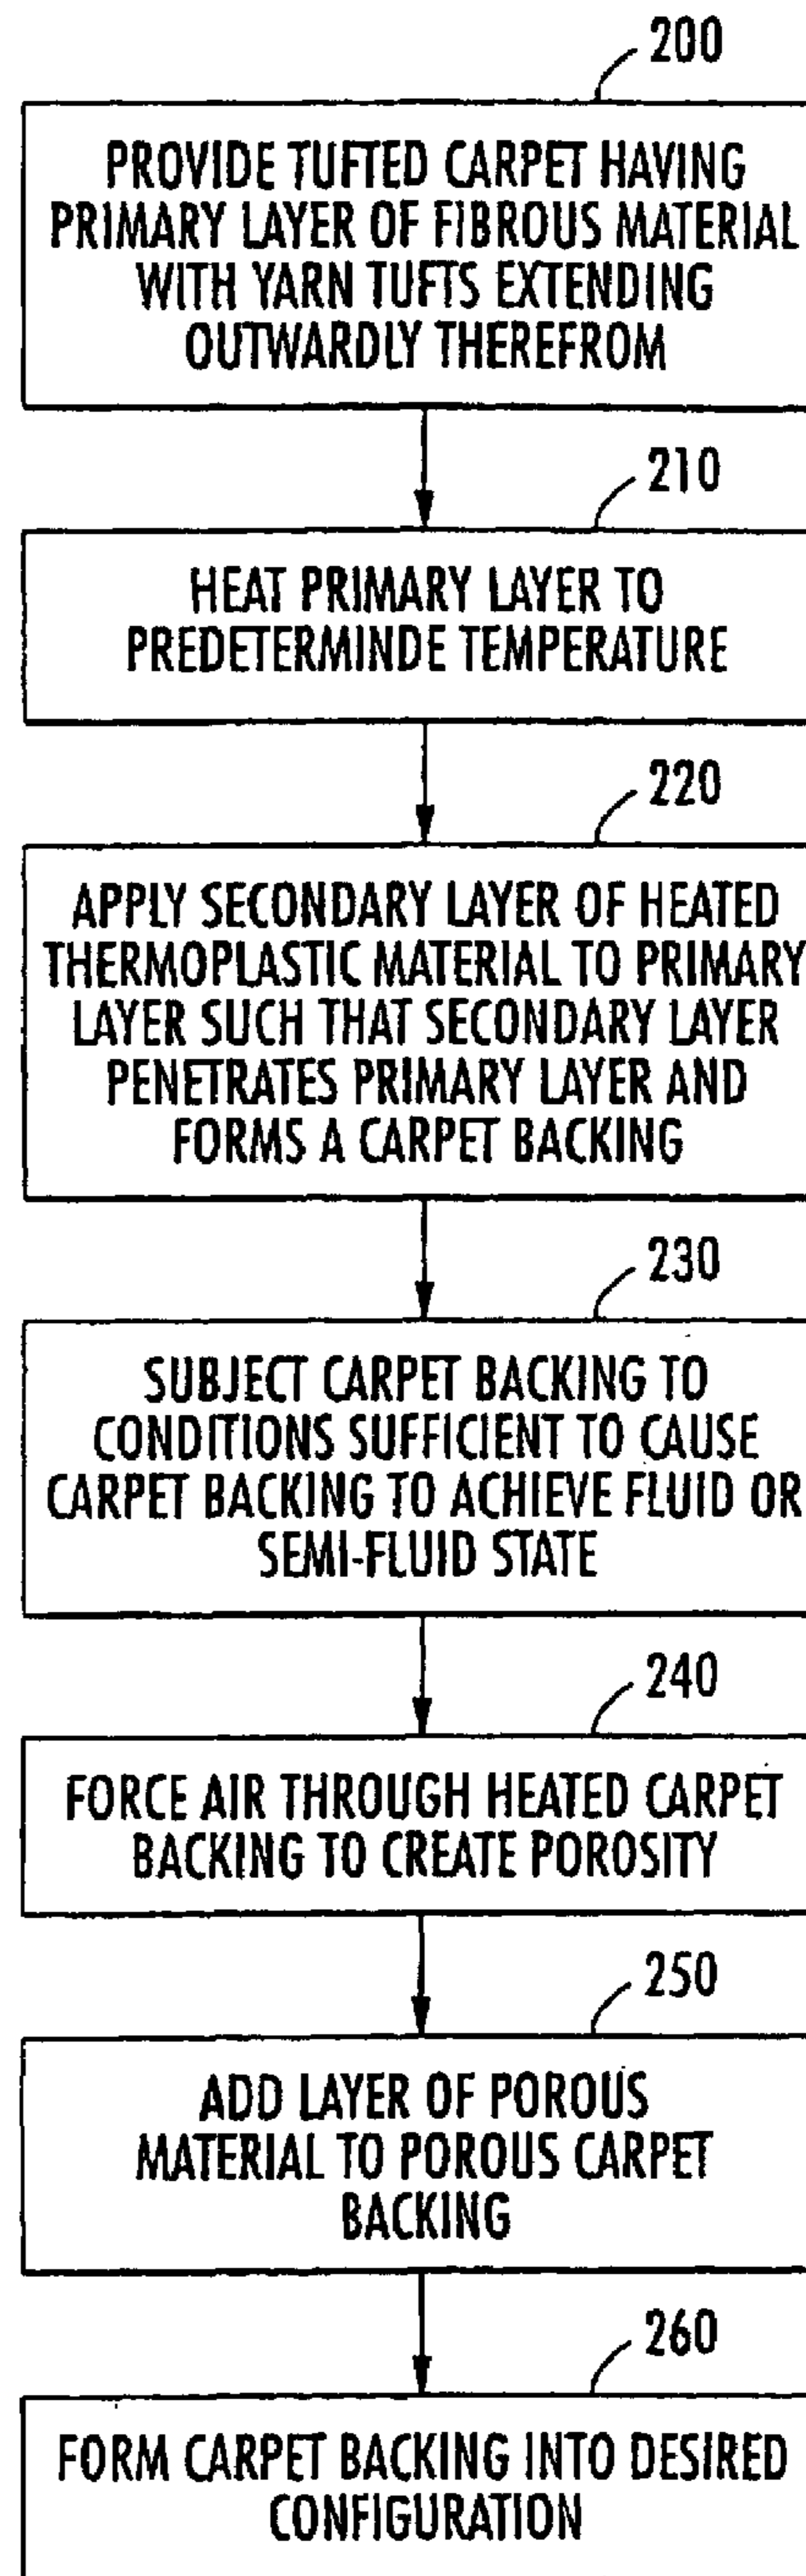 200
PROVIDE TUFTED CARPET HAVING
PRIMARY LAYER OF FIBROUS MATERIAL
WITH YARN TUFTS EXTENDING
OUTWARDLY THEREFROM
210
HEAT PRIMARY LAYER TO
PREDETERMINDE TEMPERATURE
220
APPLY SECONDARY LAYER OF HEATED
THERMOPLASTIC MATERIAL TO PRIMARY
LAYER SUCH THAT SECONDARY LAYER
PENETRATES PRIMARY LAYER AND
FORMS A CARPET BACKING
230
SUBJECT CARPET BACKING TO
CONDITIONS SUFFICIENT TO CAUSE
CARPET BACKING TO ACHIEVE FLUID OR
SEMI-FLUID STATE
240
FORCE AIR THROUGH HEATED CARPET
BACKING TO CREATE POROSITY
250
ADD LAYER OF POROUS
MATERIAL TO POROUS CARPET
BACKING
260
FORM CARPET BACKING INTO DESIRED
CONFIGURATION